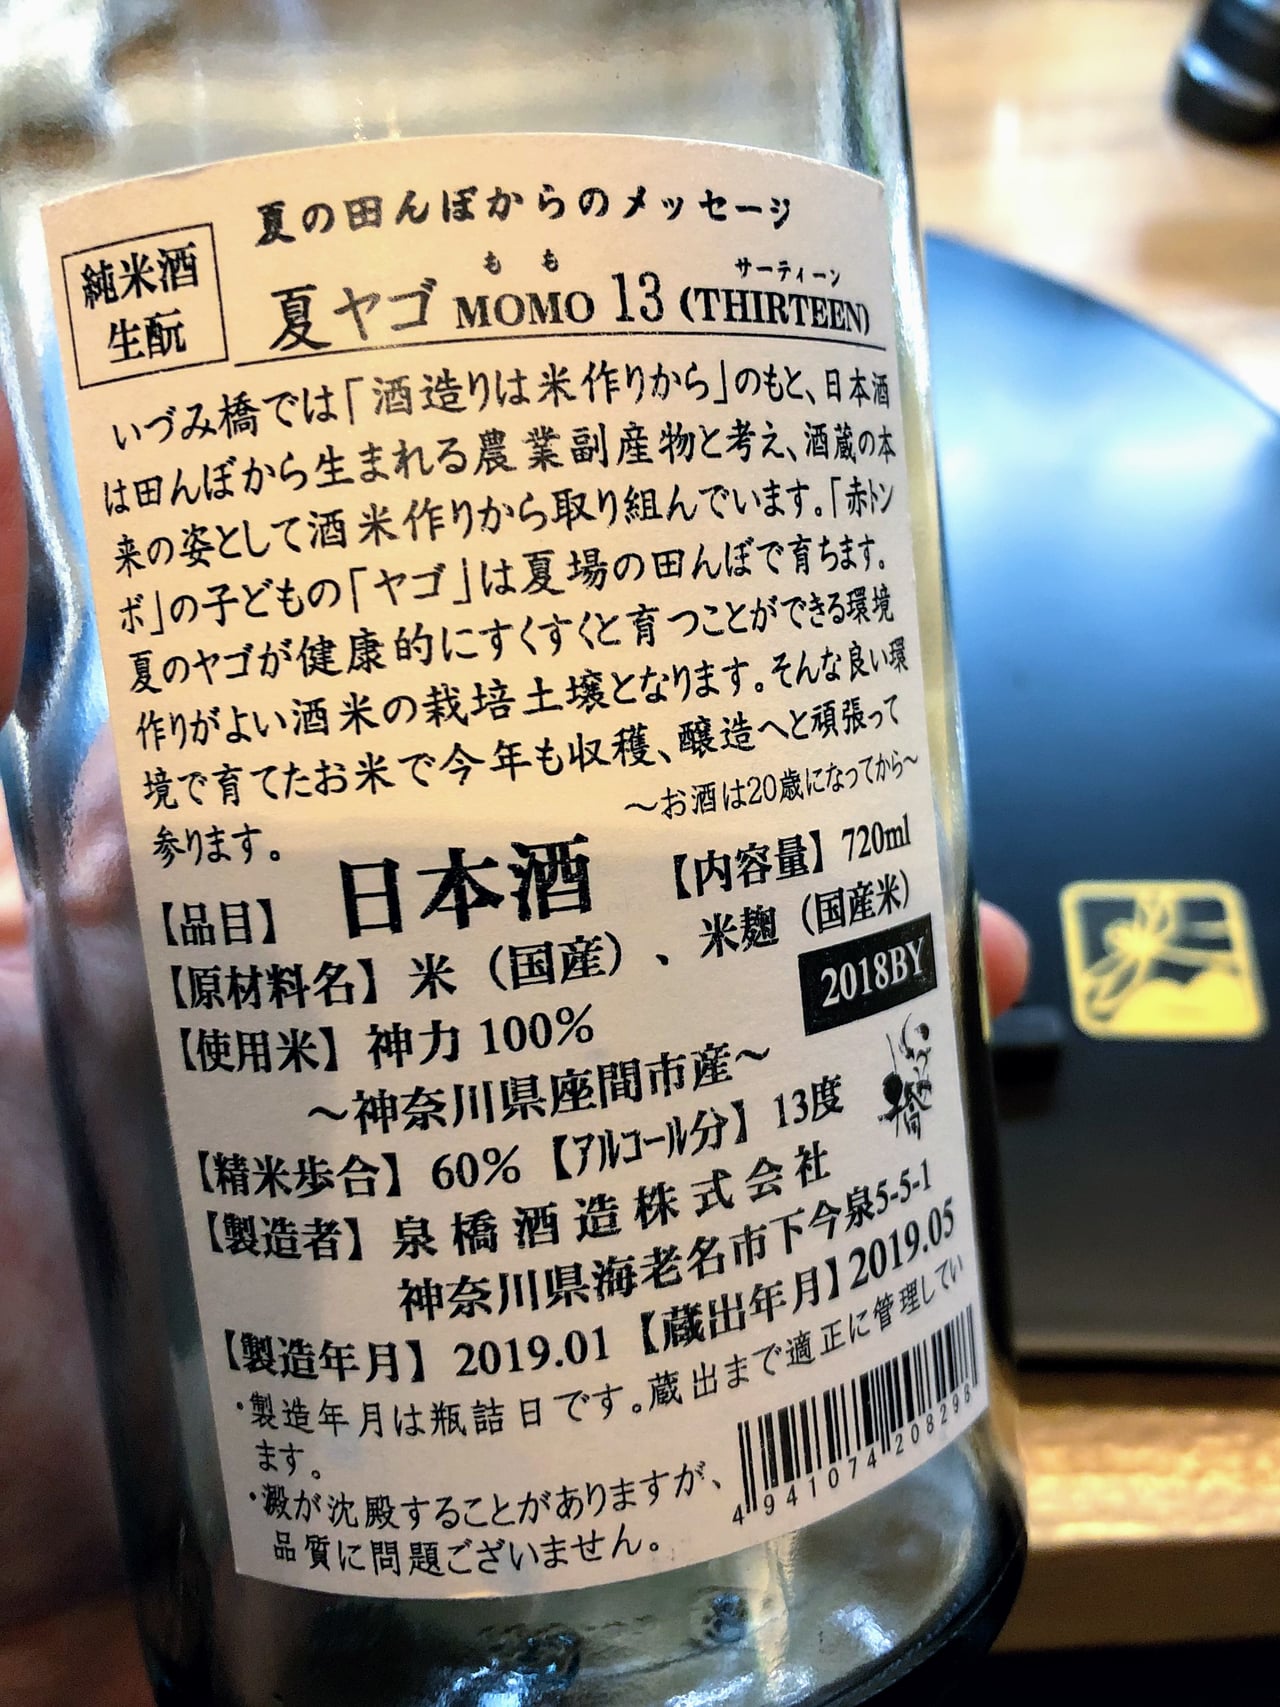 夏の田んぼからのメッセージ
純米酒
生酛
もも サーティーン
夏ヤゴ MOMO 13 (THIRTEEN)
いづみ橋では「酒造りは米作りから」のもと、日本酒
は田んぼから生まれる農業副産物と考え、酒蔵の本
来の姿として酒米作りから取り組んでいます。「赤トン
ボ」の子どもの「ヤゴ」は夏場の田んぼで育ちます。
夏のヤゴが健康的にすくすくと育つことができる環境
作りがよい酒米の栽培土壌となります。そんな良い環
境で育てたお米で今年も収穫、醸造へと頑張って
参ります。
～お酒は20歳になってから～
【品目】 日本酒 【内容量】 720ml
【原材料名】 米（国産）、米麹（国産米）
【使用米】 神力 100%
2018BY
～神奈川県座間市産～
いづみ橋
【精米歩合】 60% 【アルコール分】 13度
【製造者】 泉橋酒造株式会社
神奈川県海老名市下今泉5-5-1
【製造年月】 2019.01 【蔵出年月】 2019.05
・製造年月は瓶詰日です。蔵出まで適正に管理してい
ます。
・澱が沈殿することがありますが、
品質に問題ございません。
4941074208298